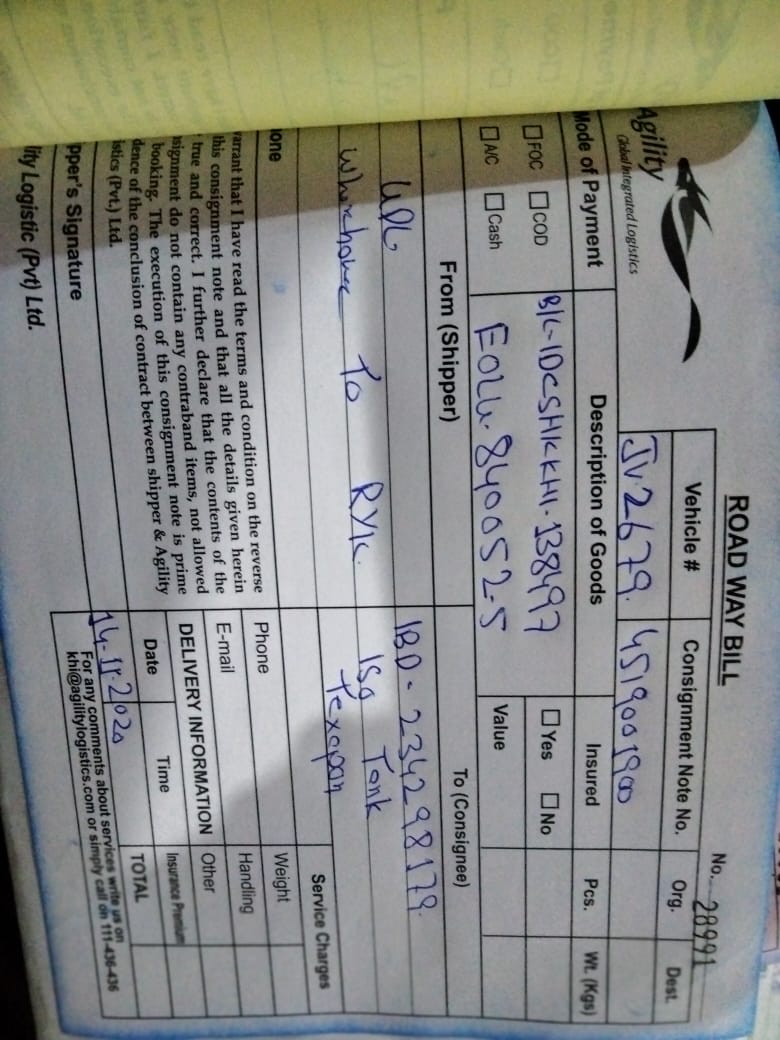 ROAD WAY BILL
No. 28991
Agility
Global Integrated Logistics
Vehicle #
Consignment Note No.
Org.
Dest.
JV.2679.
4519001900
Mode of Payment
Description of Goods
Insured
Pcs.
Wt. (Kgs)
FOC
COD
B/L-IDCSHKKHI-138497
Yes
No
A/C
Cash
EOLU.840052-5
Value
From (Shipper)
To (Consignee)
IBD-234298179.
To RYK.
Iso Tank
Texapon
Service Charges
one
Phone
Weight
E-mail
Handling
Other
Insurance Premium
TOTAL
warrant that I have read the terms and condition on the reverse
this consignment note and that all the details given herein
true and correct. I further declare that the contents of the
nsignment do not contain any contraband items, not allowed
booking. The execution of this consignment note is prime
dence of the conclusion of contract between shipper & Agility
istics (Pvt.) Ltd.
DELIVERY INFORMATION
Date
Time
14-11-2020
pper's Signature
For any comments about services write us on
khi@agilitylogistics.com or simply call on 111-436-436
lity Logistic (Pvt) Ltd.